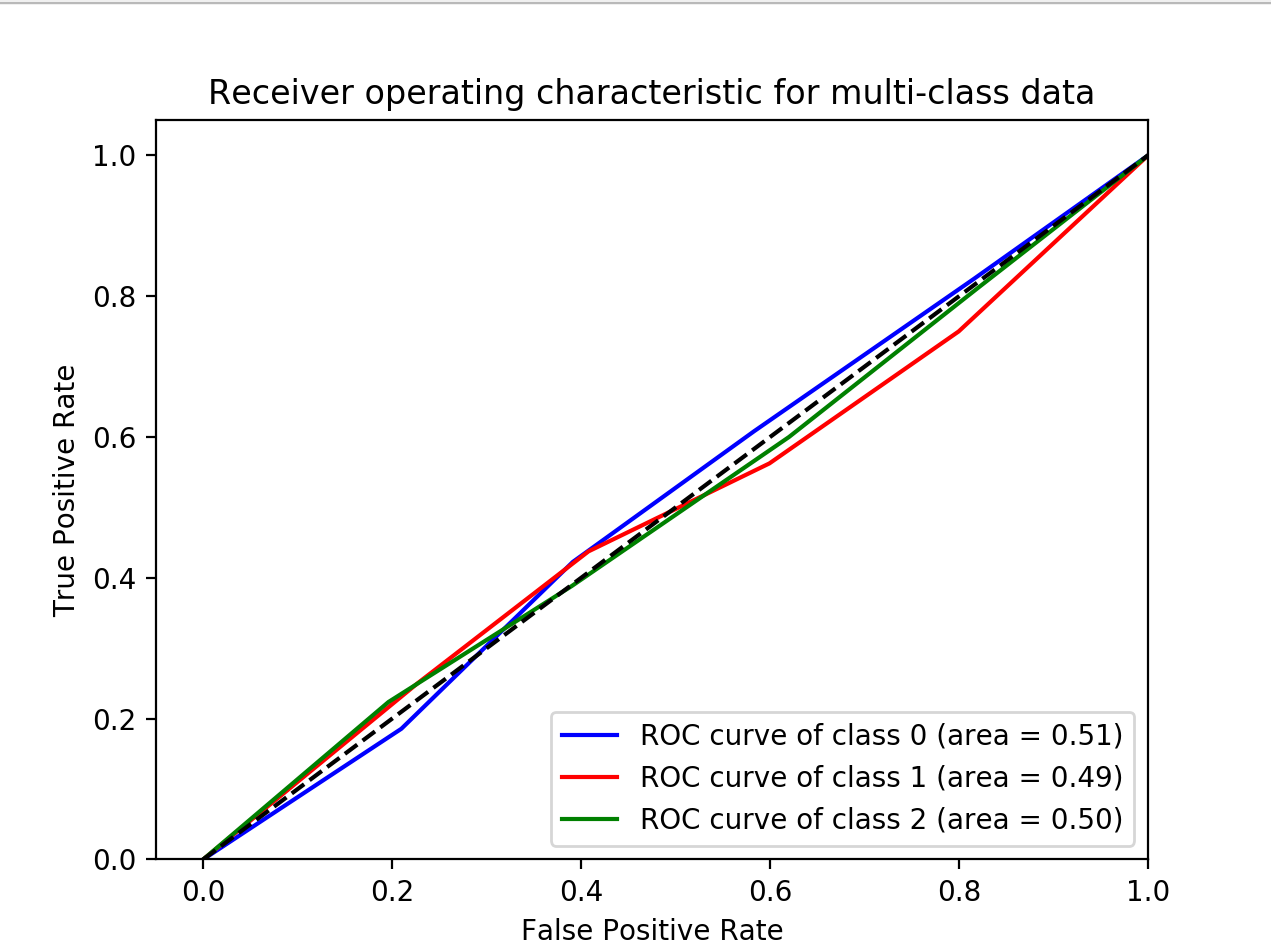 Receiver operating characteristic for multi-class data
1.0
0.8
0.6
0.4
0.2
0.0
True Positive Rate
ROC curve of class 0 (area = 0.51)
ROC curve of class 1 (area = 0.49)
ROC curve of class 2 (area = 0.50)
0.0 0.2 0.4 0.6 0.8 1.0
False Positive Rate